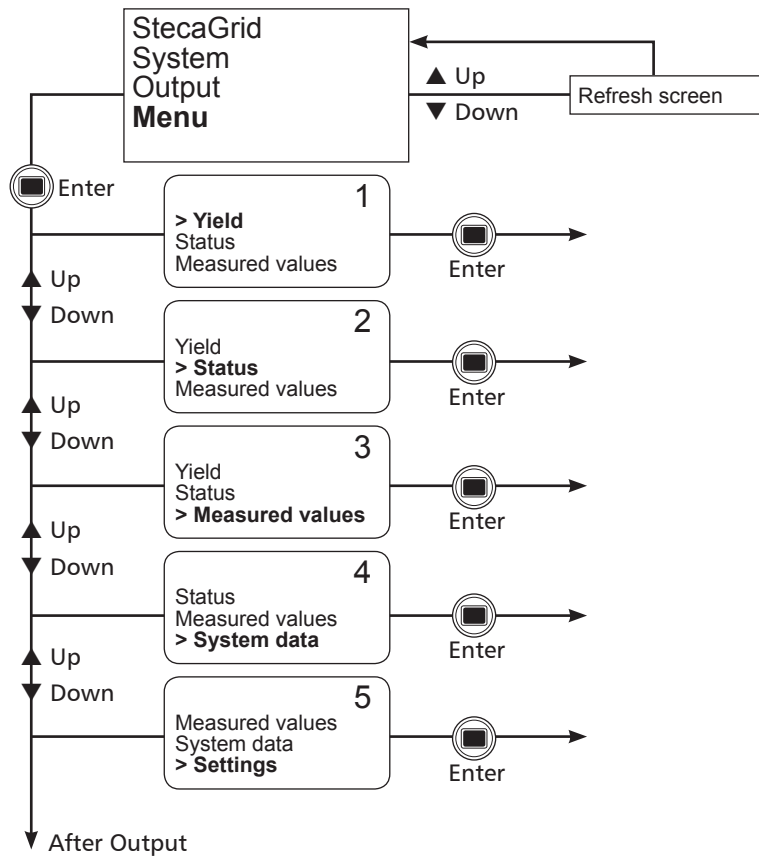 StecaGrid
System
Output
Menu
▲ Up
▼ Down
Refresh screen
Enter
1
> Yield
Status
Measured values
Enter
▲ Up
▼ Down
2
Yield
> Status
Measured values
Enter
▲ Up
▼ Down
3
Yield
Status
> Measured values
Enter
▲ Up
▼ Down
4
Status
Measured values
> System data
Enter
▲ Up
▼ Down
5
Measured values
System data
> Settings
Enter
After Output